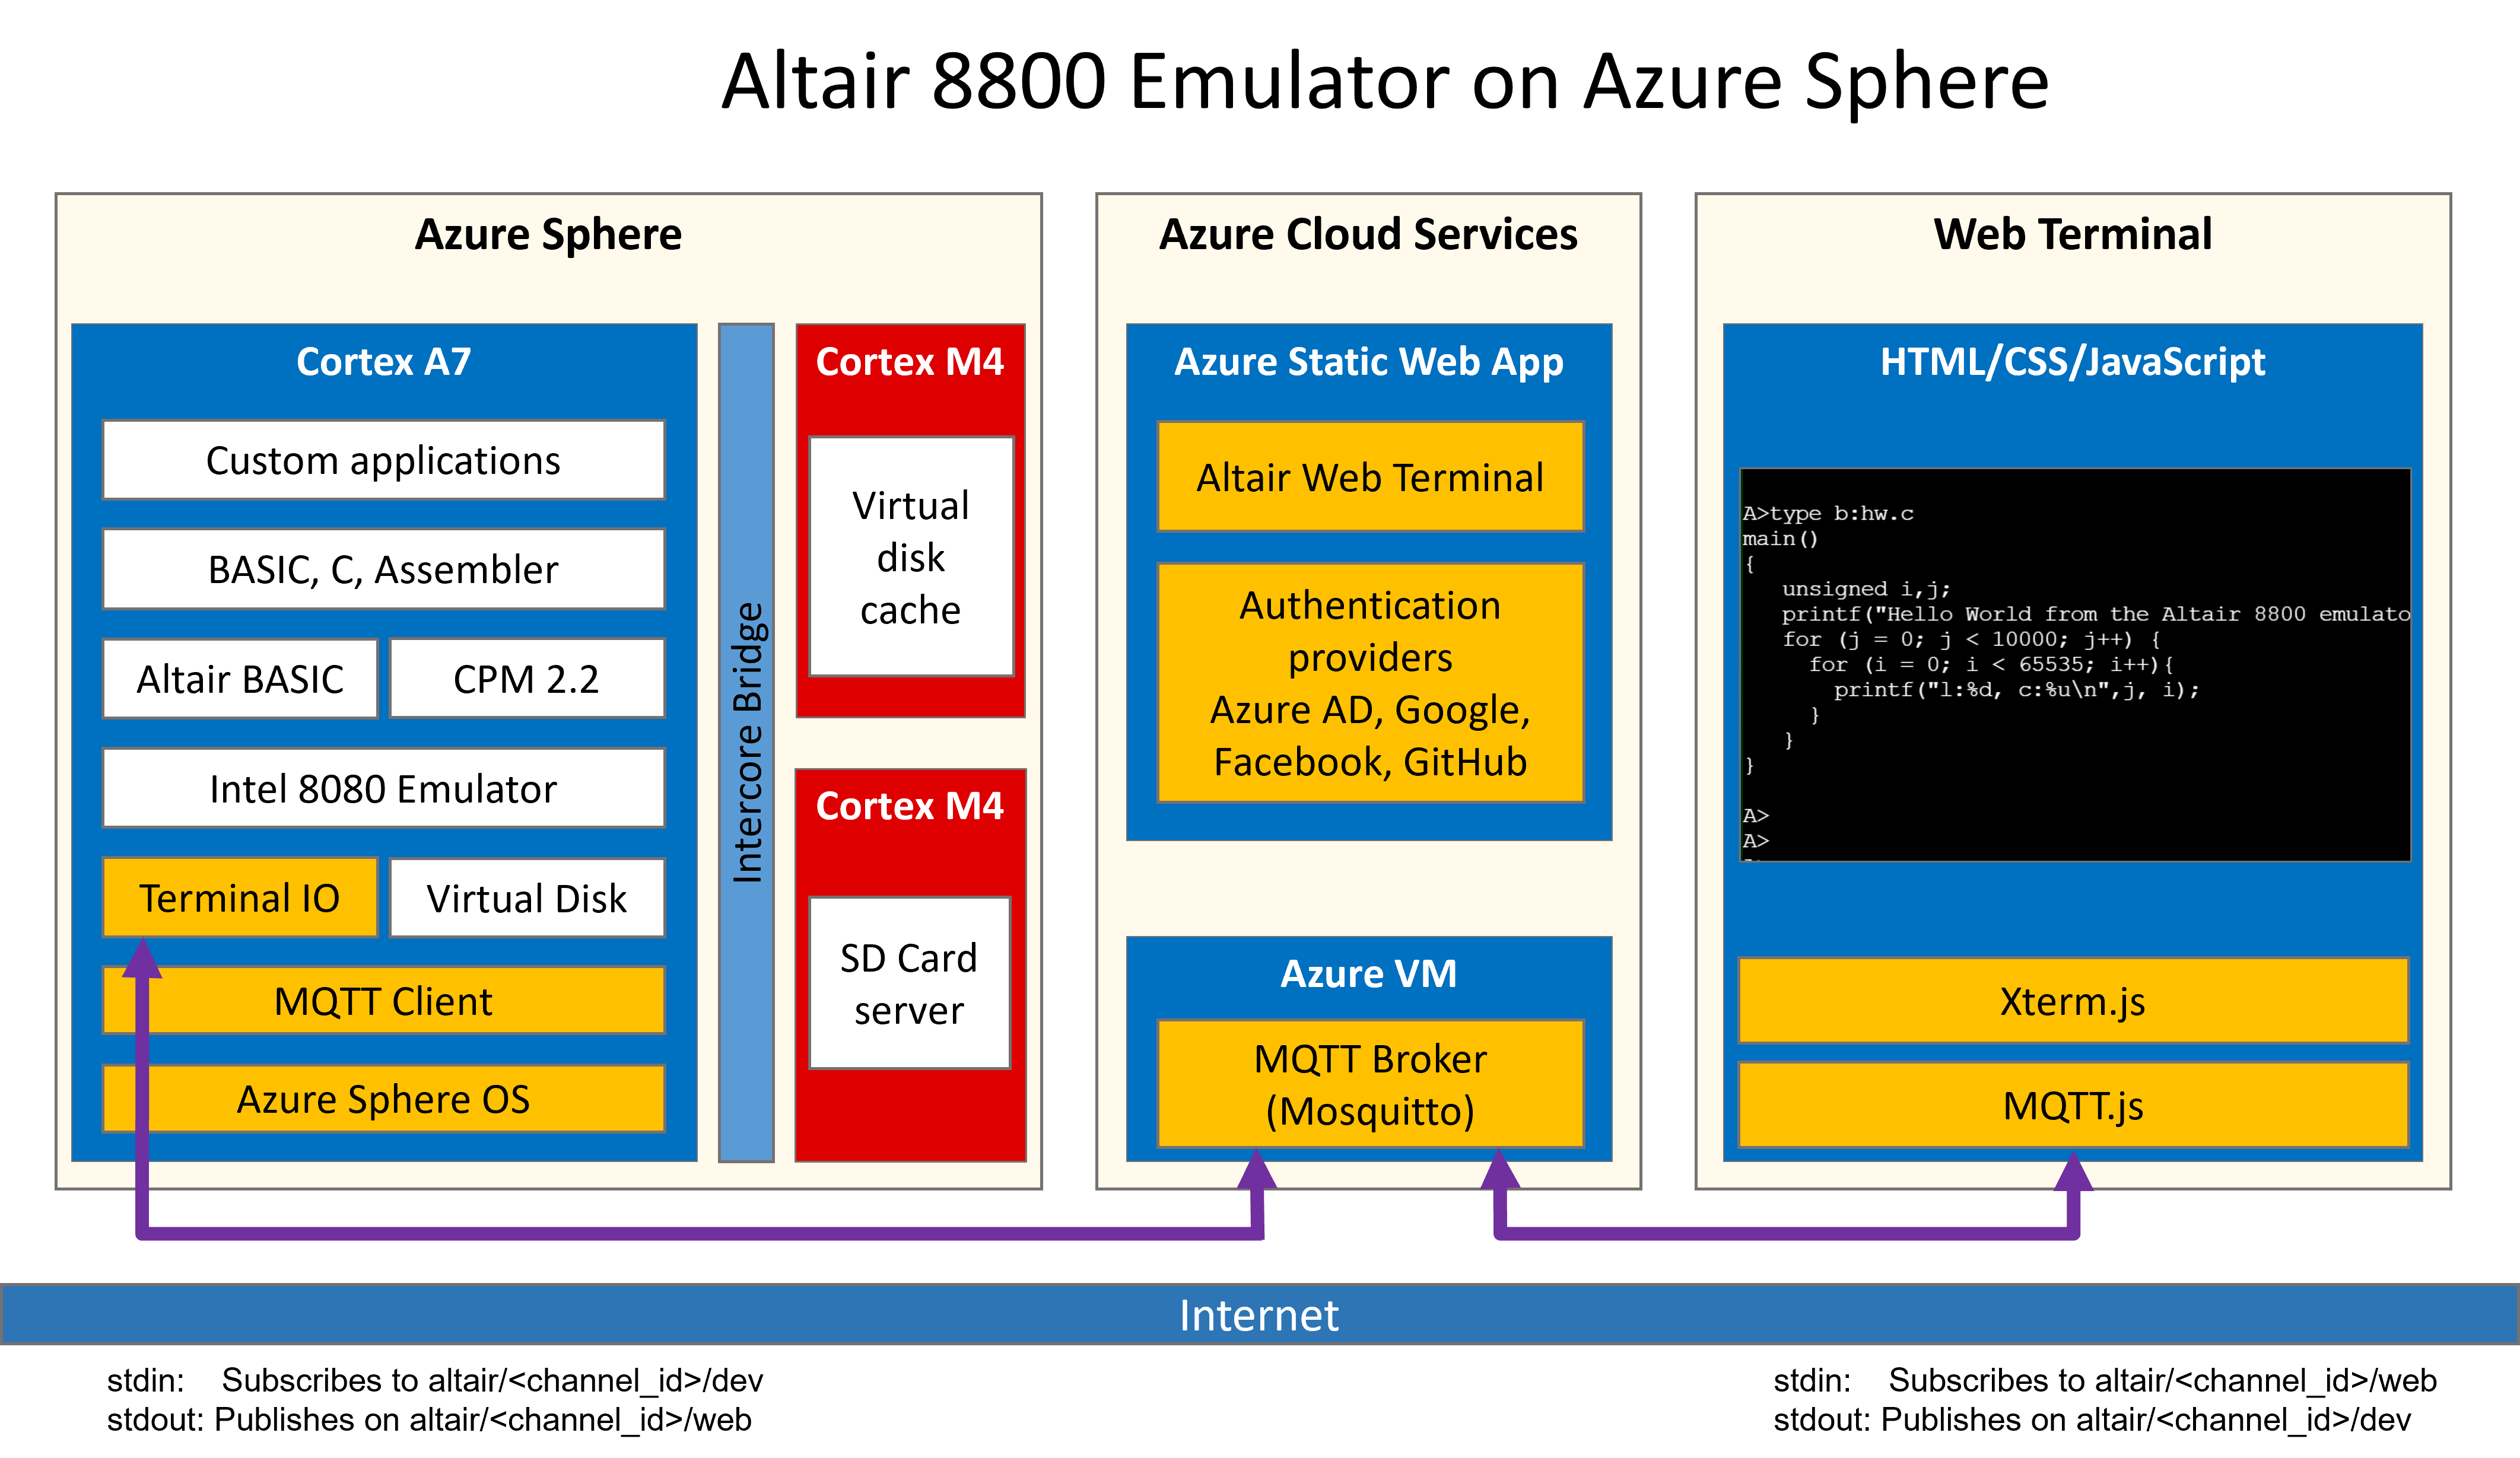 Altair 8800 Emulator on Azure Sphere
Azure Sphere
Cortex A7
Custom applications
BASIC, C, Assembler
Altair BASIC
CPM 2.2
Intel 8080 Emulator
Terminal IO
Virtual Disk
MQTT Client
Azure Sphere OS
Intercore Bridge
Cortex M4
Virtual
disk
cache
Cortex M4
SD Card
server
Azure Cloud Services
Azure Static Web App
Altair Web Terminal
Authentication
providers
Azure AD, Google,
Facebook, GitHub
Azure VM
MQTT Broker
(Mosquitto)
Web Terminal
HTML/CSS/JavaScript
A>type b:hw.c
main()
{
   unsigned i,j;
   printf("Hello World from the Altair 8800 emulato
   for (j = 0; j < 10000; j++) {
     for (i = 0; i < 65535; i++){
       printf("l:%d, c:%u\n",j, i);
     }
   }
}
A>
A>
Xterm.js
MQTT.js
Internet
stdin: Subscribes to altair/<channel_id>/dev
stdout: Publishes on altair/<channel_id>/web
stdin: Subscribes to altair/<channel_id>/web
stdout: Publishes on altair/<channel_id>/dev